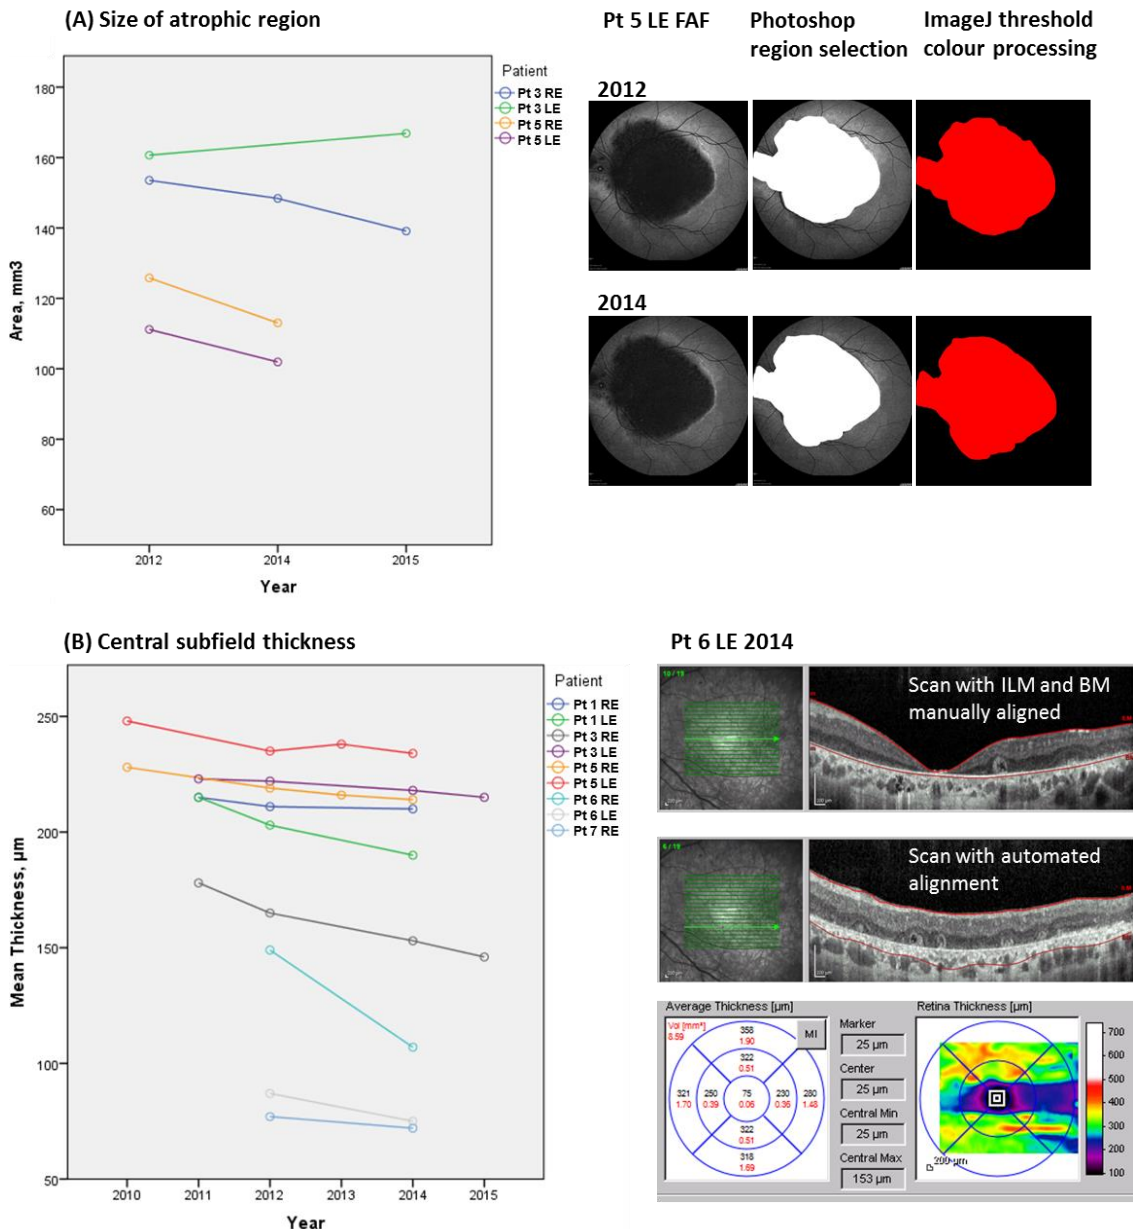 (A) Size of atrophic region
Patient
Pt 3 RE
Pt 3 LE
Pt 5 RE
Pt 5 LE
180
160
140
120
100
80
60
Area, mm3
2012
2014
2015
Year
Pt 5 LE FAF
Photoshop
region selection
ImageJ threshold
colour processing
2012
2014
(B) Central subfield thickness
Patient
Pt 1 RE
Pt 1 LE
Pt 3 RE
Pt 3 LE
Pt 5 RE
Pt 5 LE
Pt 6 RE
Pt 6 LE
Pt 7 RE
250
200
150
100
50
Mean Thickness, µm
2010
2011
2012
2013
2014
2015
Year
Pt 6 LE 2014
10 / 19
Scan with ILM and BM
manually aligned
200 µm
6 / 19
Scan with automated
alignment
200 µm
Average Thickness [µm]
Vol [mm³]
8.59
MI
358
1.90
322
0.51
321
1.70
250
0.39
75
0.06
230
0.36
280
1.48
322
0.51
318
1.69
Marker
25 µm
Center
25 µm
Central Min
25 µm
Central Max
153 µm
Retina Thickness [µm]
700
600
500
400
300
200
100
200 µm